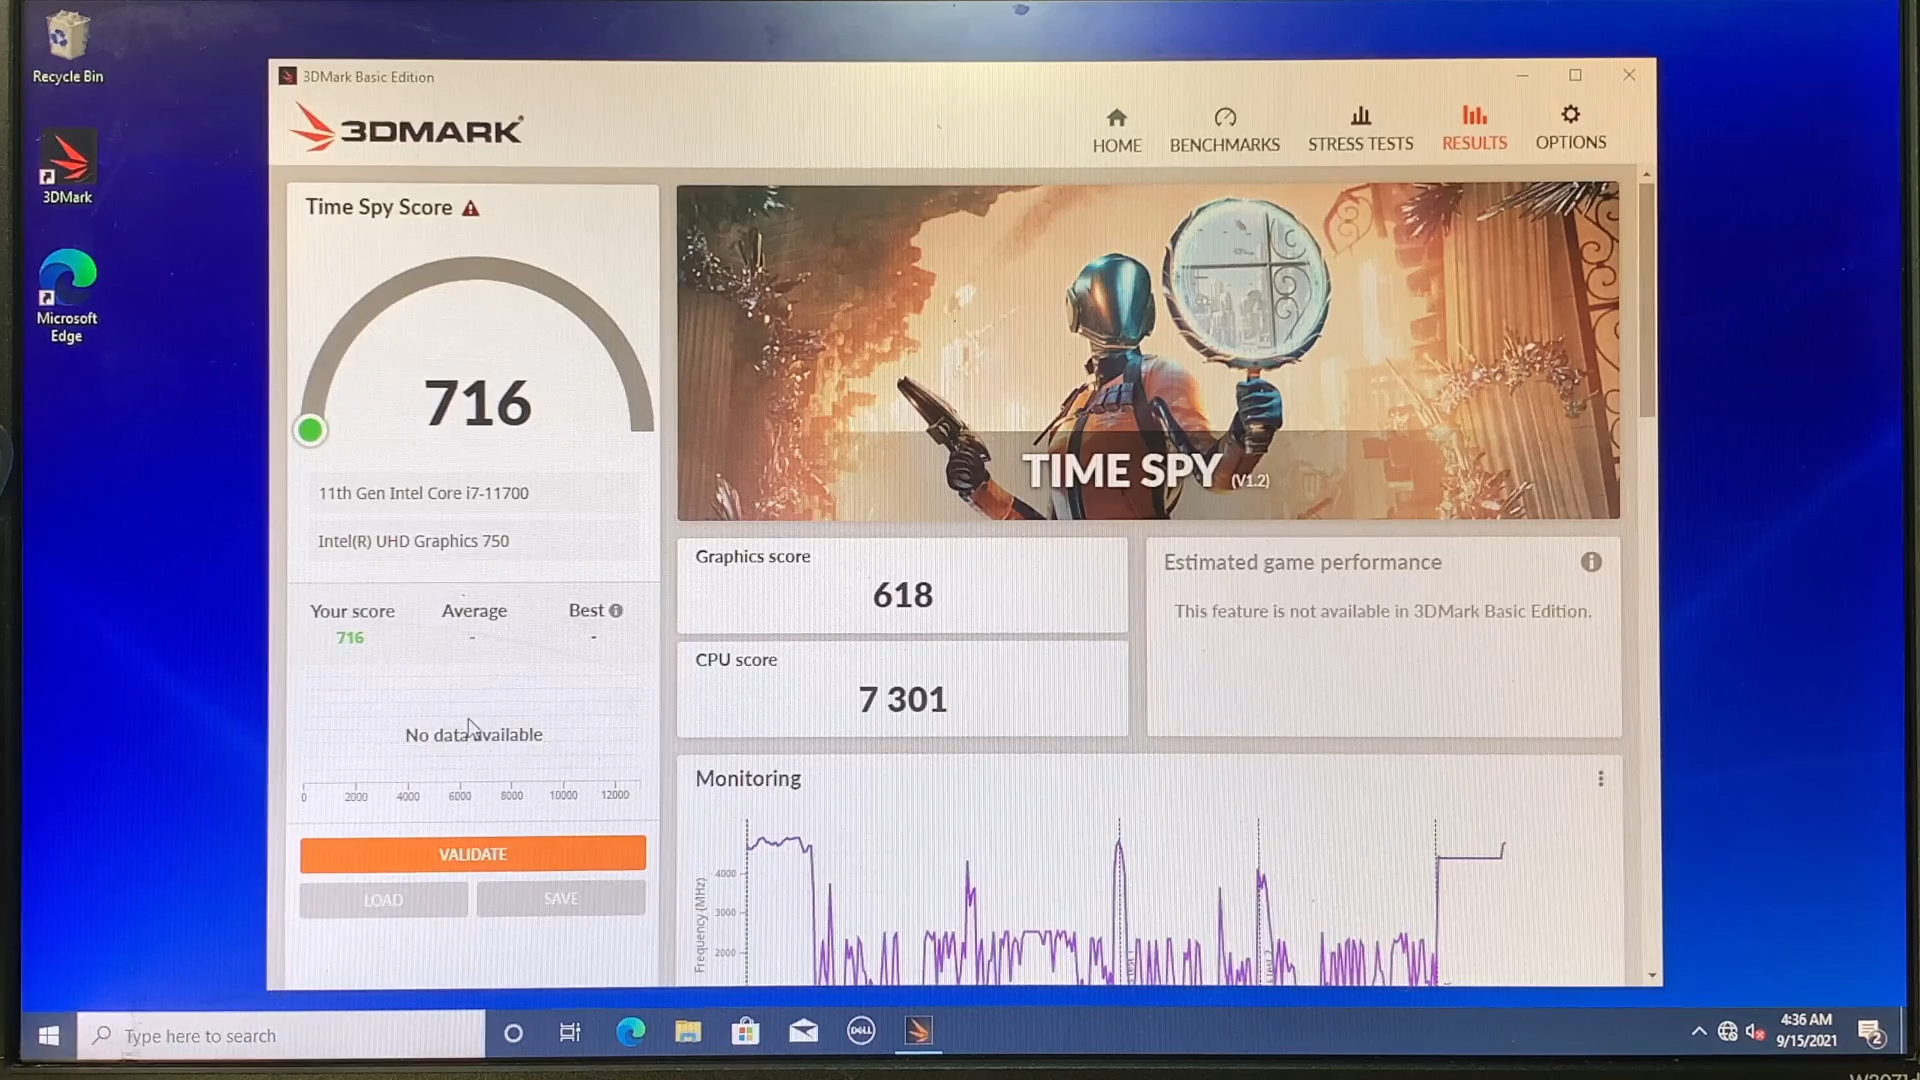 Recycle Bin
3DMark
Microsoft
Edge
3DMark Basic Edition
3DMARK
HOME
BENCHMARKS
STRESS TESTS
RESULTS
OPTIONS
Time Spy Score
716
11th Gen Intel Core i7-11700
Intel(R) UHD Graphics 750
Your score
Average
Best
716
-
-
No data available
0 2000 4000 6000 8000 10000 12000
VALIDATE
LOAD
SAVE
TIME SPY (V1.2)
Graphics score
618
CPU score
7 301
Estimated game performance
This feature is not available in 3DMark Basic Edition.
Monitoring
Frequency (MHz)
4000
3000
2000
Type here to search
DELL
4:36 AM
9/15/2021
2